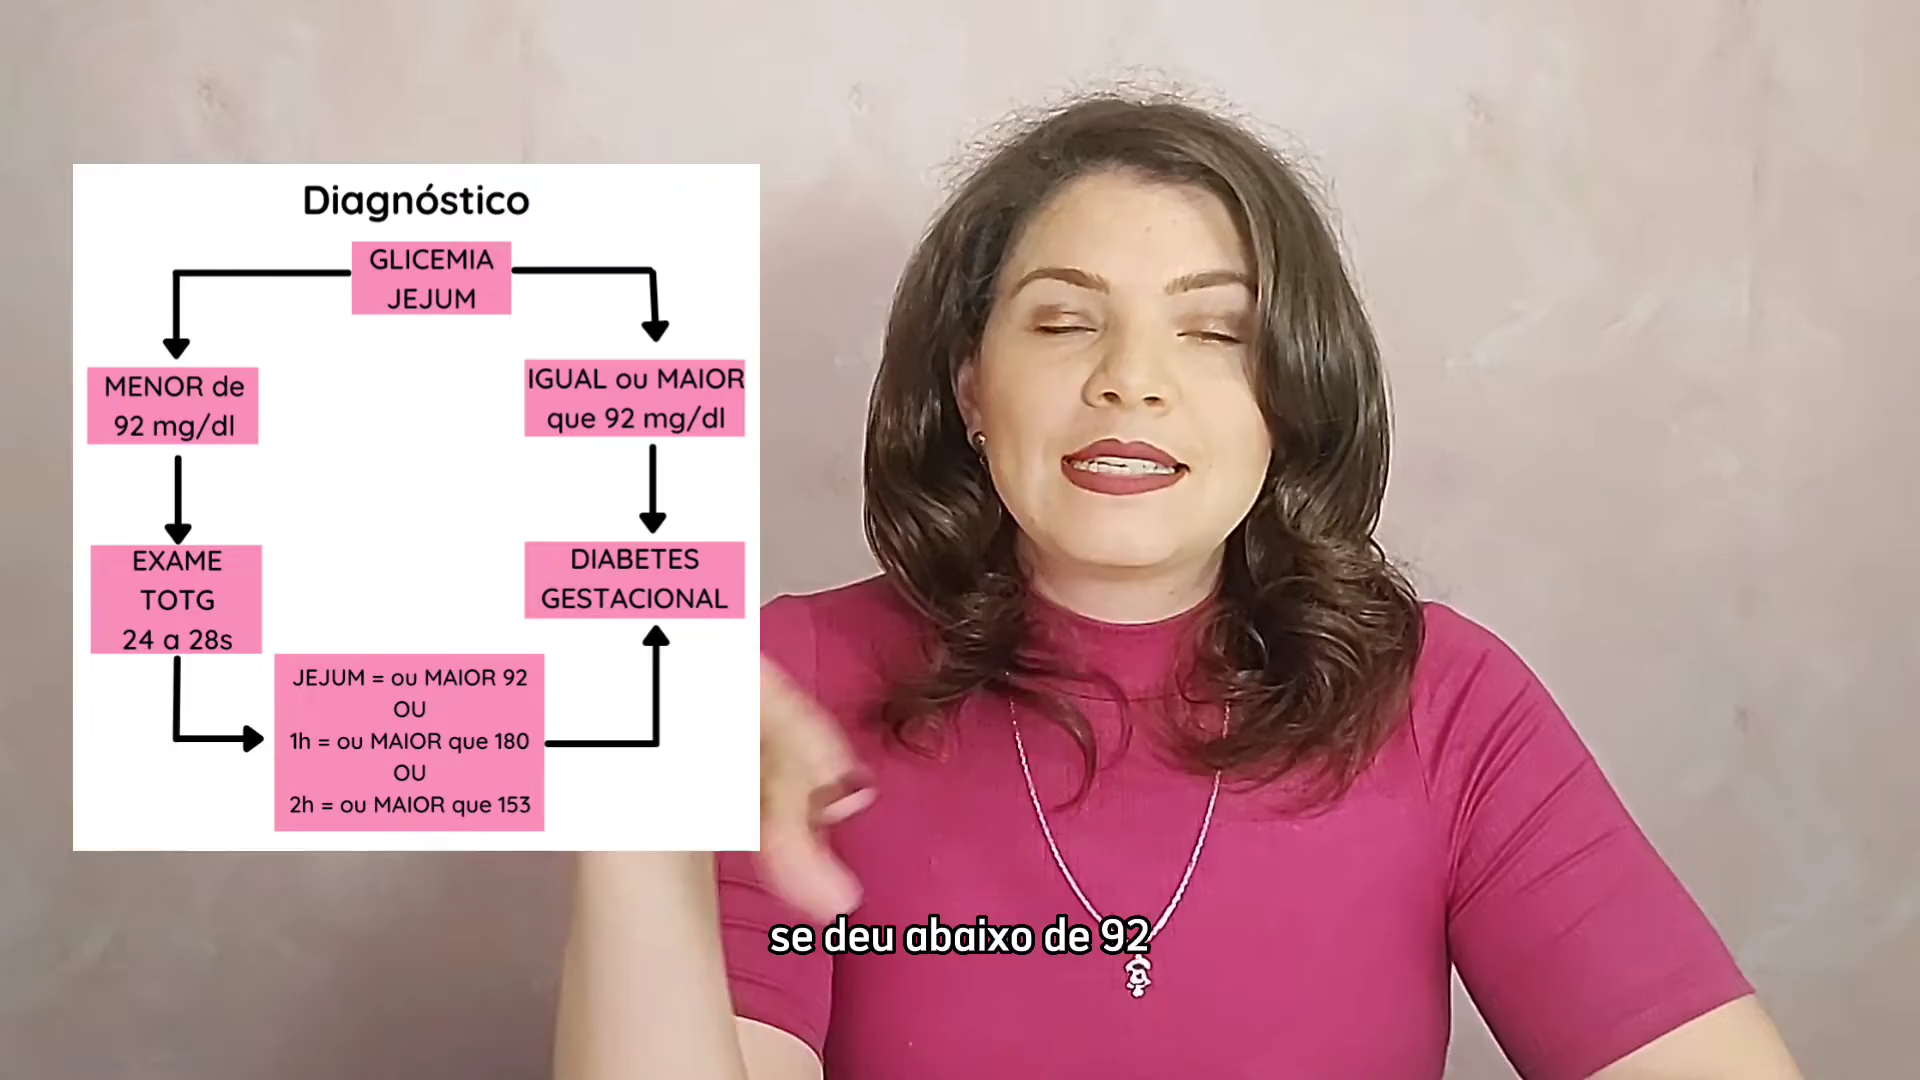 Diagnóstico
GLICEMIA
JEJUM
MENOR de
92 mg/dl
IGUAL ou MAIOR
que 92 mg/dl
EXAME
TOTG
24 a 28s
DIABETES
GESTACIONAL
JEJUM = ou MAIOR 92
OU
1h = ou MAIOR que 180
OU
2h = ou MAIOR que 153
se deu abaixo de 92